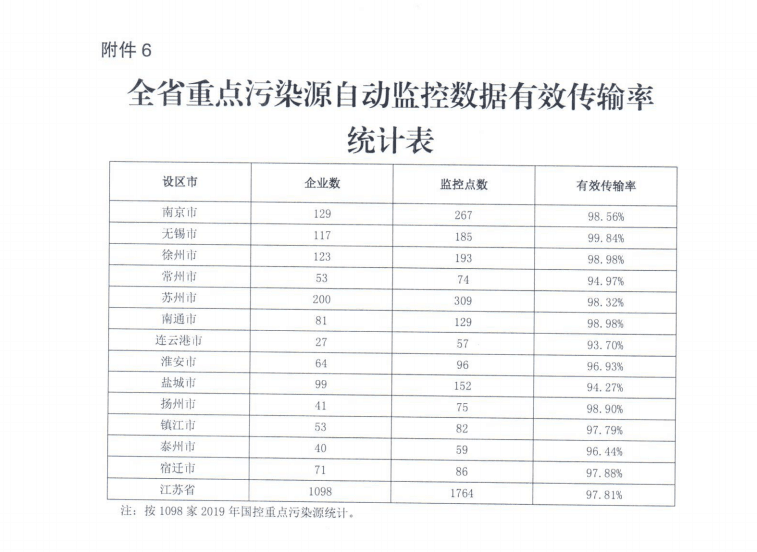 附件 6
全省重点污染源自动监控数据有效传输率
统计表
设区市 企业数 监控点数 有效传输率
南京市 129 267 98.56%
无锡市 117 185 99.84%
徐州市 123 193 98.98%
常州市 53 74 94.97%
苏州市 200 309 98.32%
南通市 81 129 98.98%
连云港市 27 57 93.70%
淮安市 64 96 96.93%
盐城市 99 152 94.27%
扬州市 41 75 98.90%
镇江市 53 82 97.79%
泰州市 40 59 96.44%
宿迁市 71 86 97.88%
江苏省 1098 1764 97.81%
注：按 1098 家 2019 年国控重点污染源统计。